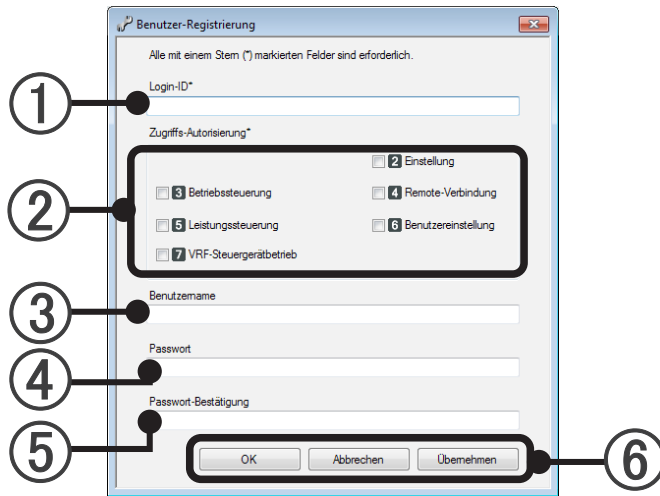 Benutzer-Registrierung
Alle mit einem Stern (*) markierten Felder sind erforderlich.
1
Login-ID*
Zugriffs-Autorisierung*
2
2 Einstellung
3 Betriebssteuerung
4 Remote-Verbindung
5 Leistungssteuerung
6 Benutzereinstellung
7 VRF-Steuergerätbetrieb
3
Benutzername
4
Passwort
5
Passwort-Bestätigung
OK
Abbrechen
Übernehmen
6